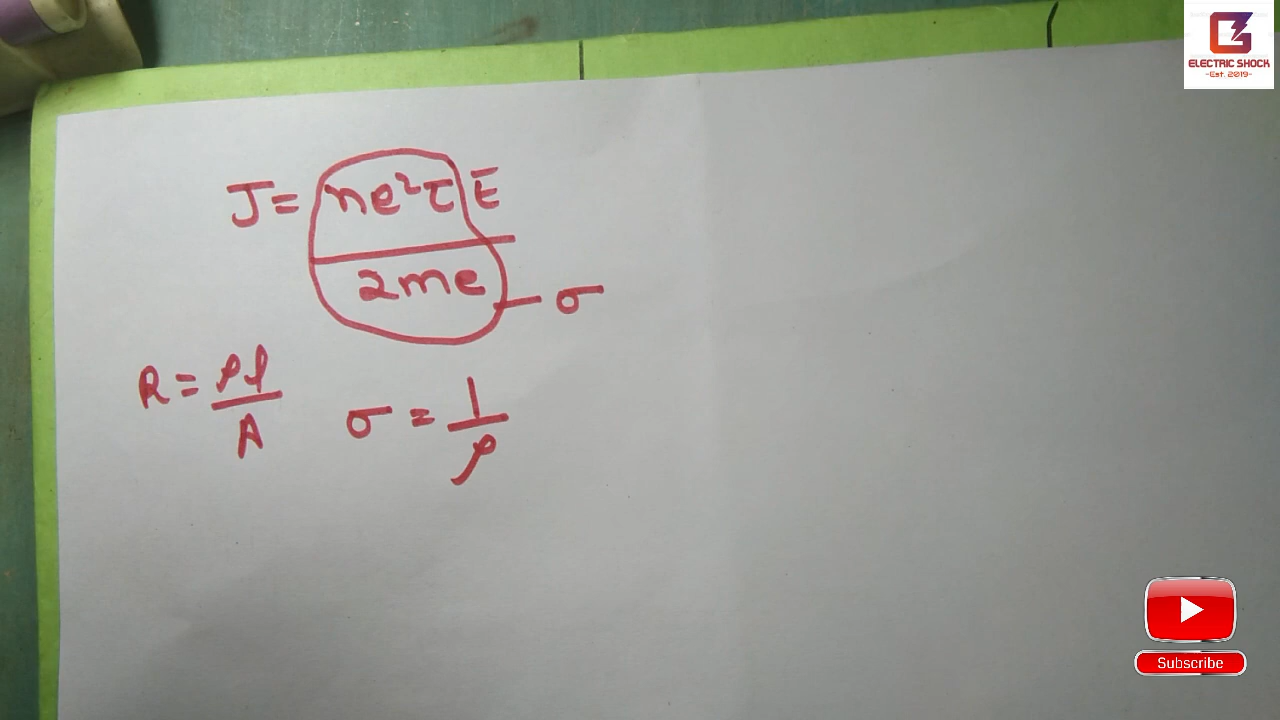 ELECTRIC SHOCK
-Est. 2019-
J = ne²τ E
2me
σ
R = ρl
A
σ = 1
ρ
Subscribe